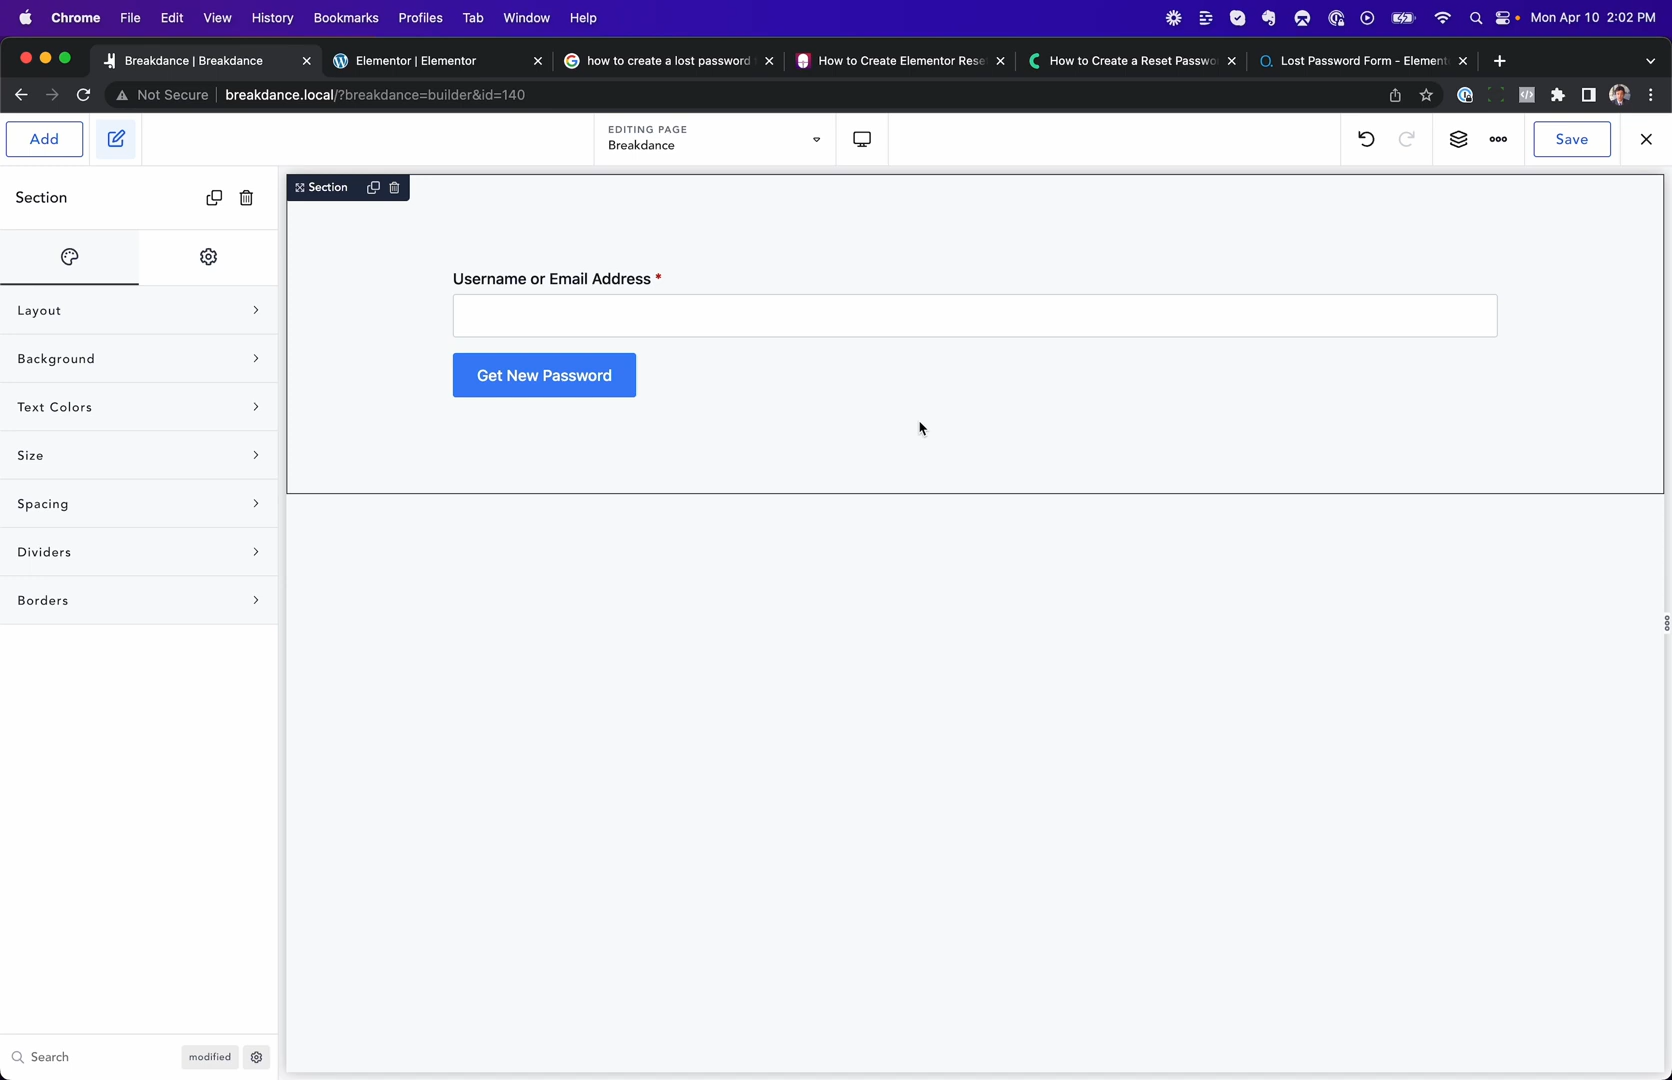 Chrome File Edit View History Bookmarks Profiles Tab Window Help Mon Apr 10 2:02 PM
Breakdance | Breakdance Elementor | Elementor how to create a lost password How to Create Elementor Rese How to Create a Reset Passwo Lost Password Form - Element
Not Secure breakdance.local/?breakdance=builder&id=140
Add
EDITING PAGE
Breakdance
Save
Section
Section
Layout
Background
Text Colors
Size
Spacing
Dividers
Borders
Username or Email Address *
Get New Password
Search modified